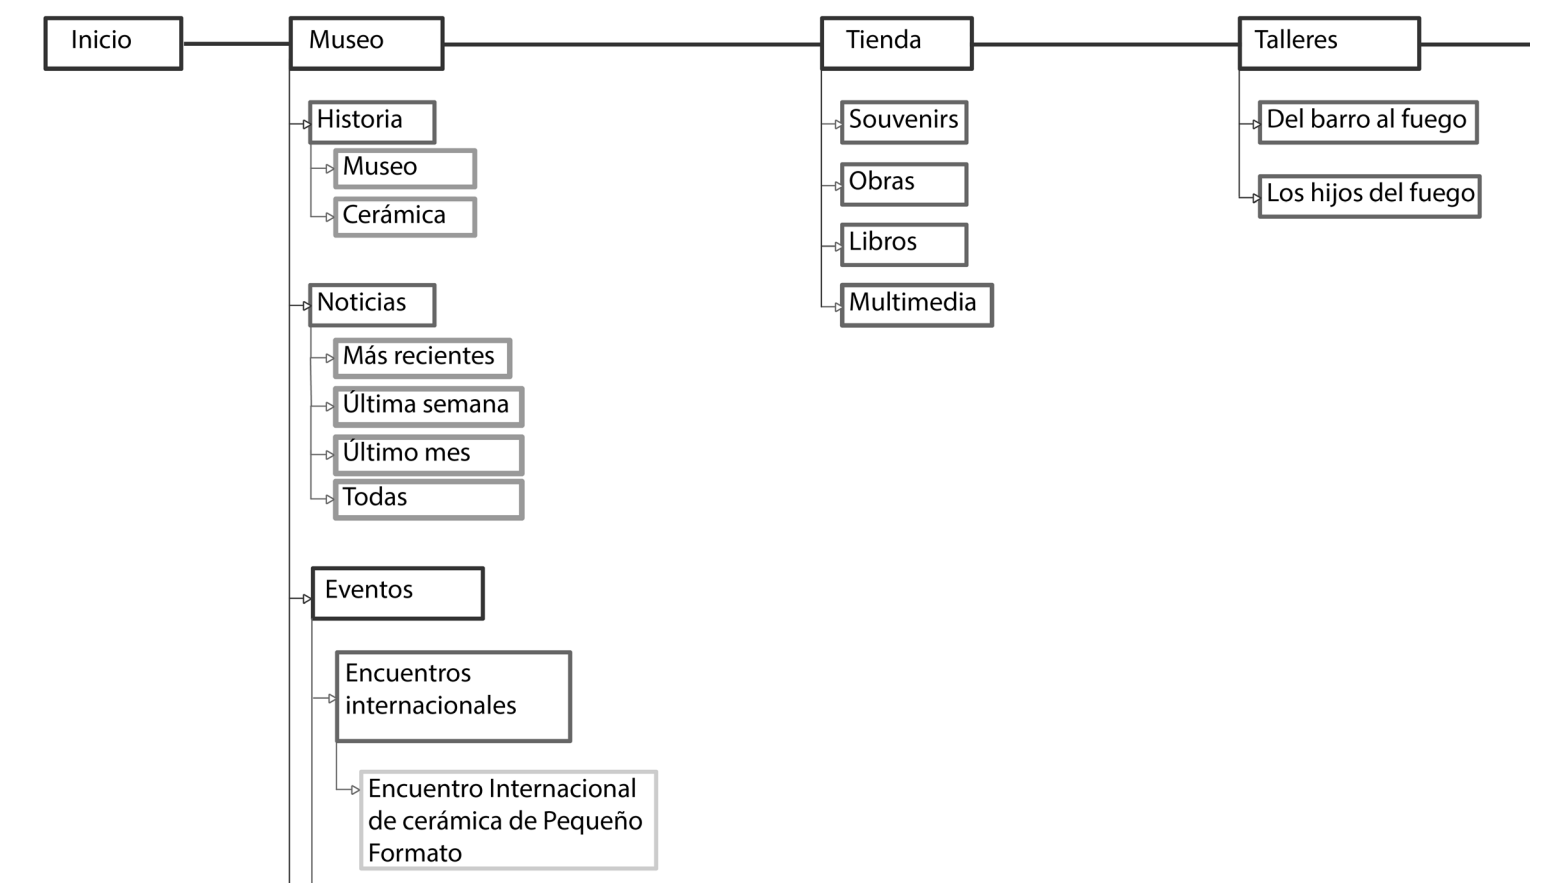 Inicio
Museo
Tienda
Talleres
Historia
Museo
Cerámica
Noticias
Más recientes
Última semana
Último mes
Todas
Eventos
Encuentros
internacionales
Encuentro Internacional
de cerámica de Pequeño
Formato
Souvenirs
Obras
Libros
Multimedia
Del barro al fuego
Los hijos del fuego